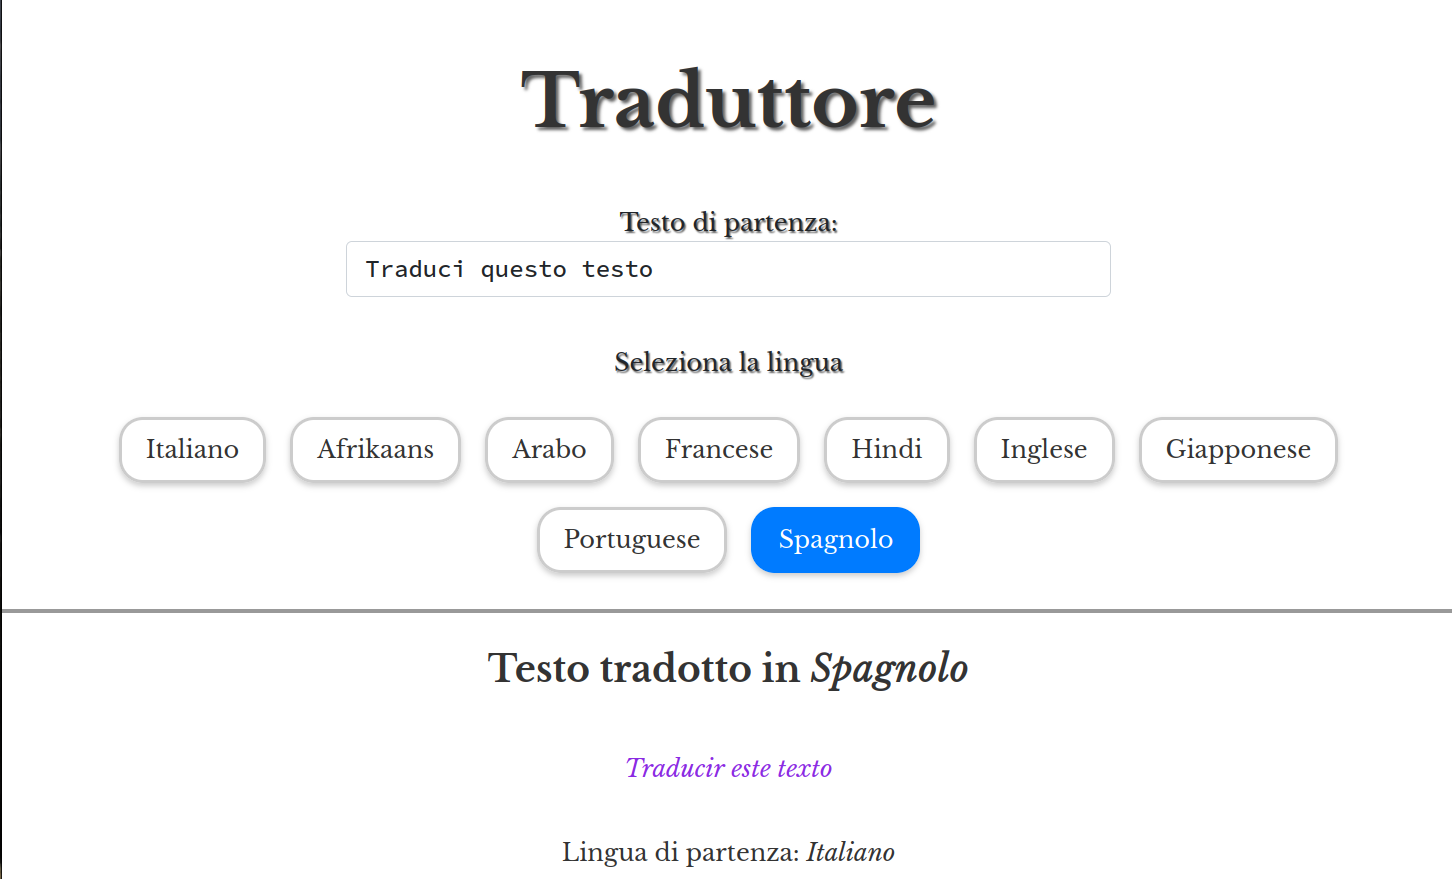 Traduttore
Testo di partenza:
Traduci questo testo
Seleziona la lingua
Italiano Afrikaans Arabo Francese Hindi Inglese Giapponese
Portuguese Spagnolo
Testo tradotto in Spagnolo
Traducir este texto
Lingua di partenza: Italiano